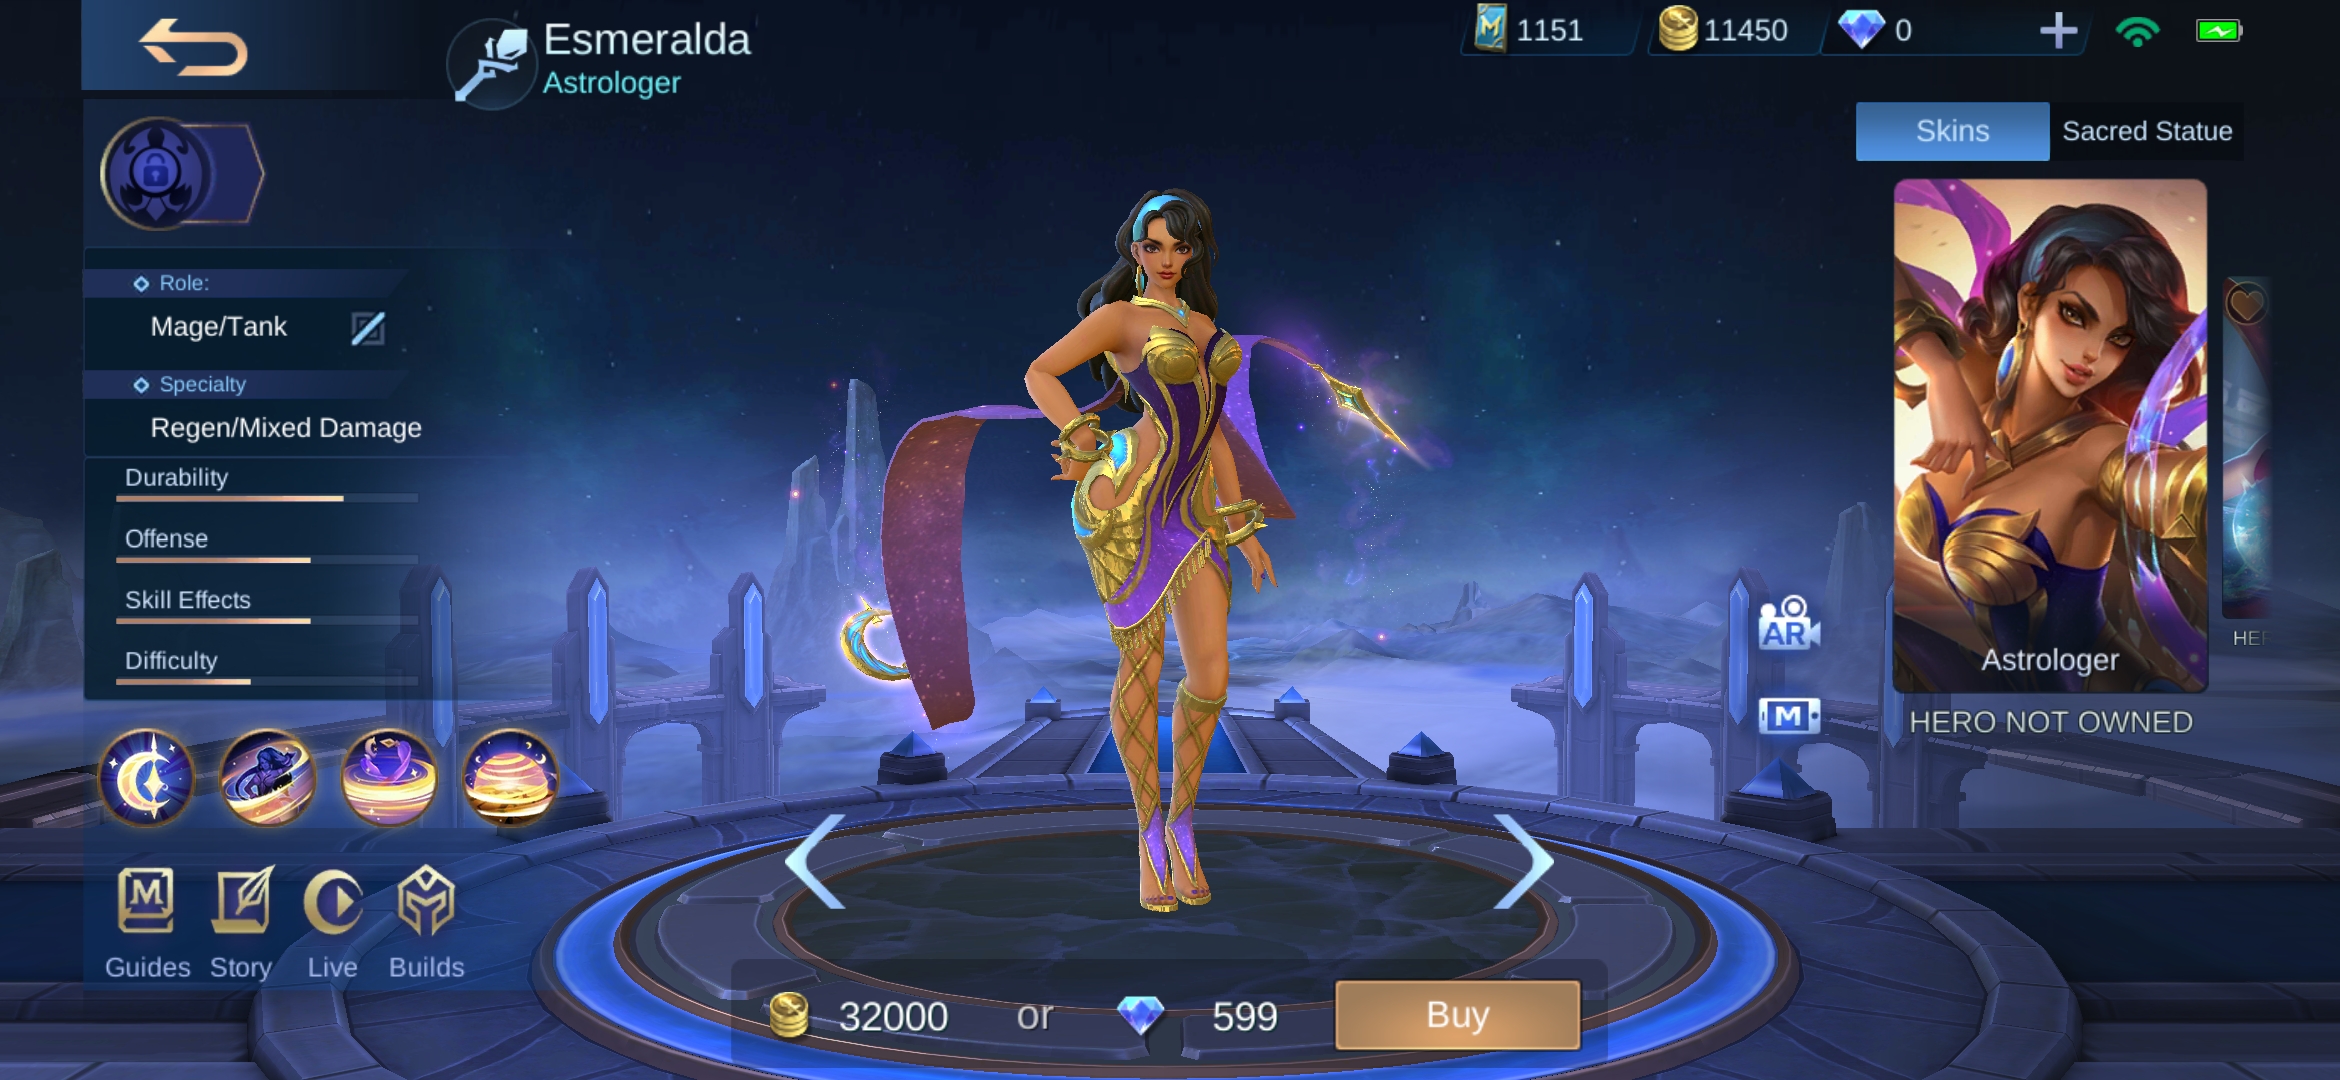 Esmeralda
Astrologer
1151
11450
0
Skins
Sacred Statue
Role:
Mage/Tank
Specialty
Regen/Mixed Damage
Durability
Offense
Skill Effects
Difficulty
AR
M
Astrologer
HERO NOT OWNED
HER
M
Guides
Story
Live
Builds
32000
or
599
Buy